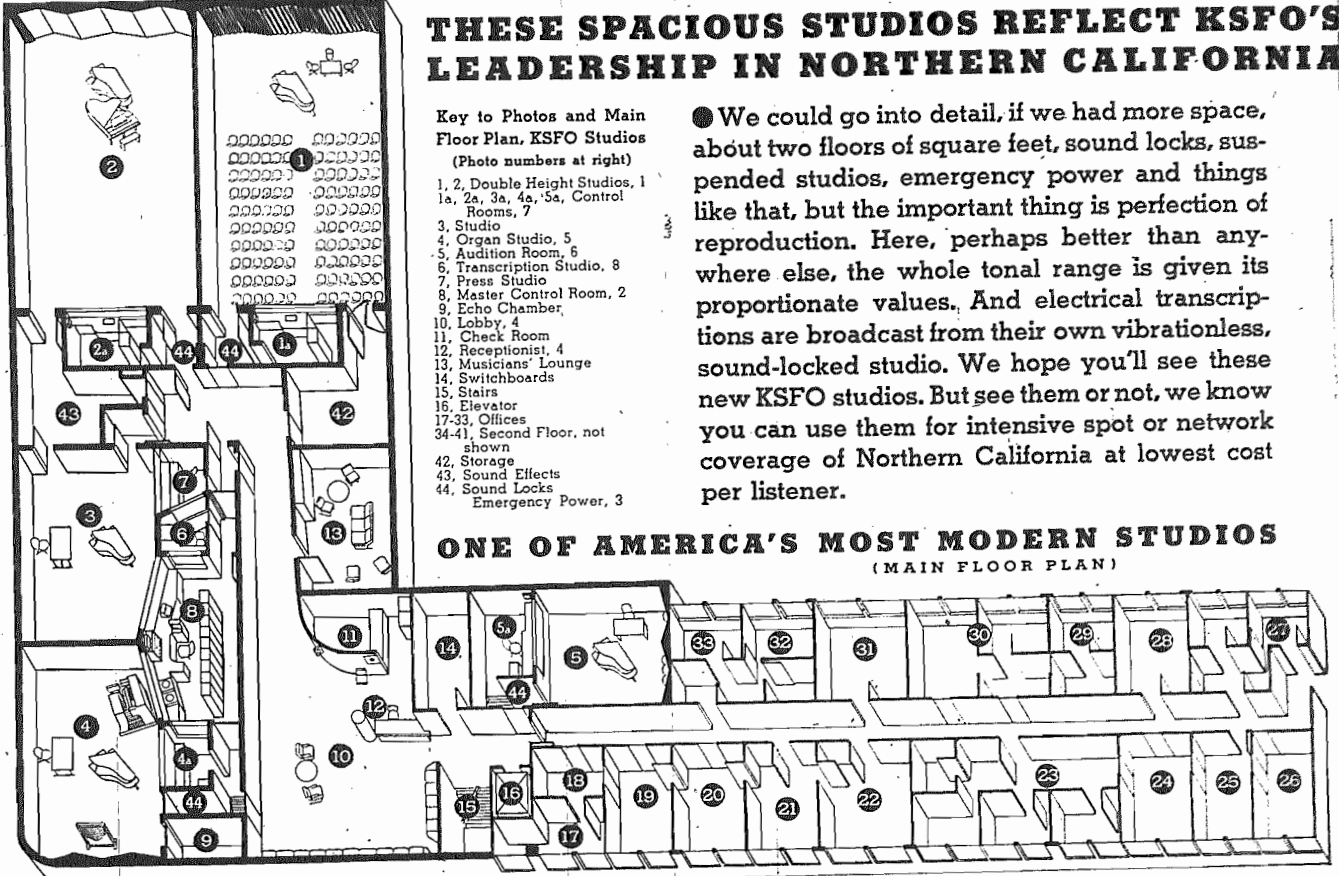 THESE SPACIOUS STUDIOS REFLECT KSFO'S
LEADERSHIP IN NORTHERN CALIFORNIA
Key to Photos and Main
Floor Plan, KSFO Studios
(Photo numbers at right)
1, 2, Double Height Studios, 1
1a, 2a, 3a, 4a, 5a, Control
Rooms, 7
3, Studio
4, Organ Studio, 5
5, Audition Room, 6
6, Transcription Studio, 8
7, Press Studio
8, Master Control Room, 2
9, Echo Chamber
10, Lobby, 4
11, Check Room
12, Receptionist, 4
13, Musicians' Lounge
14, Switchboards
15, Stairs
16, Elevator
17-33, Offices
34-41, Second Floor, not
shown
42, Storage
43, Sound Effects
44, Sound Locks
Emergency Power, 3
●We could go into detail, if we had more space,
about two floors of square feet, sound locks, sus-
pended studios, emergency power and things
like that, but the important thing is perfection of
reproduction. Here, perhaps better than any-
where else, the whole tonal range is given its
proportionate values. And electrical transcrip-
tions are broadcast from their own vibrationless,
sound-locked studio. We hope you'll see these
new KSFO studios. But see them or not, we know
you can use them for intensive spot or network
coverage of Northern California at lowest cost
per listener.
ONE OF AMERICA'S MOST MODERN STUDIOS
(MAIN FLOOR PLAN)
2
1
2a
44
44
1a
43
42
7
3
6
13
8
11
14
5a
5
33
32
31
30
29
28
27
44
4
12
10
4a
44
9
15
16
18
17
19
20
21
22
23
24
25
26